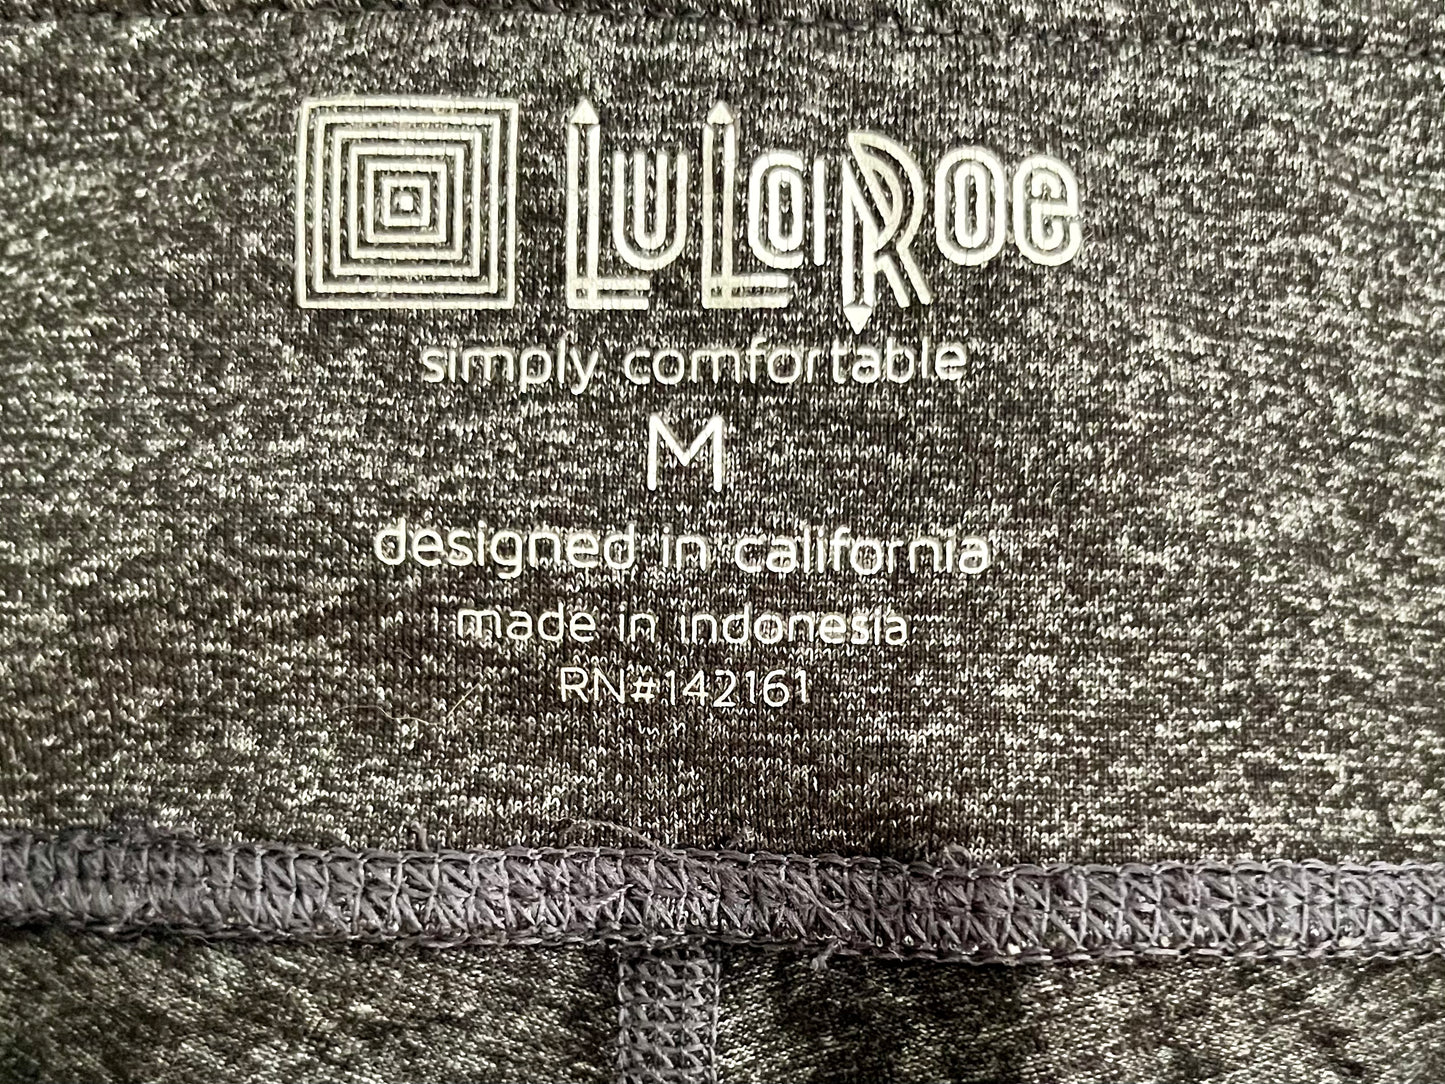 LuLaRoe
simply comfortable
M
designed in california
made in indonesia
RN#142161